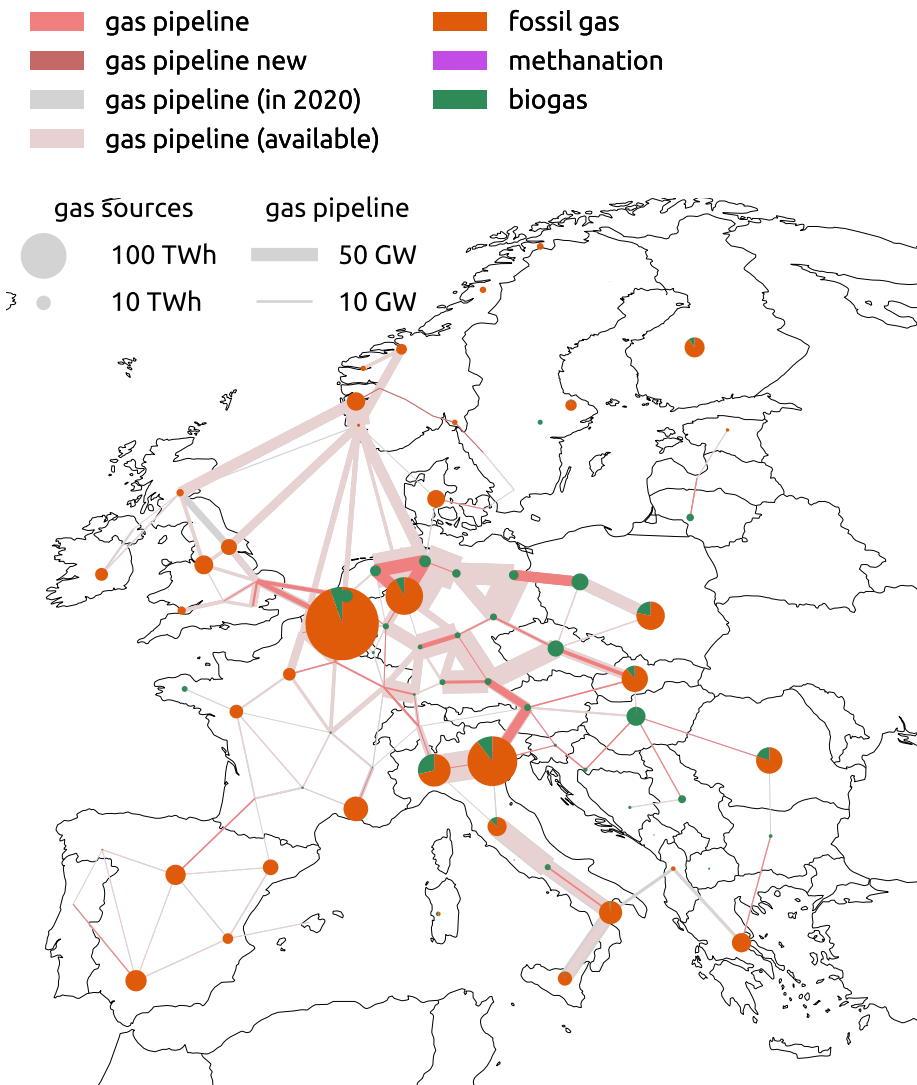 gas pipeline
gas pipeline new
gas pipeline (in 2020)
gas pipeline (available)
fossil gas
methanation
biogas
gas sources
100 TWh
10 TWh
gas pipeline
50 GW
10 GW